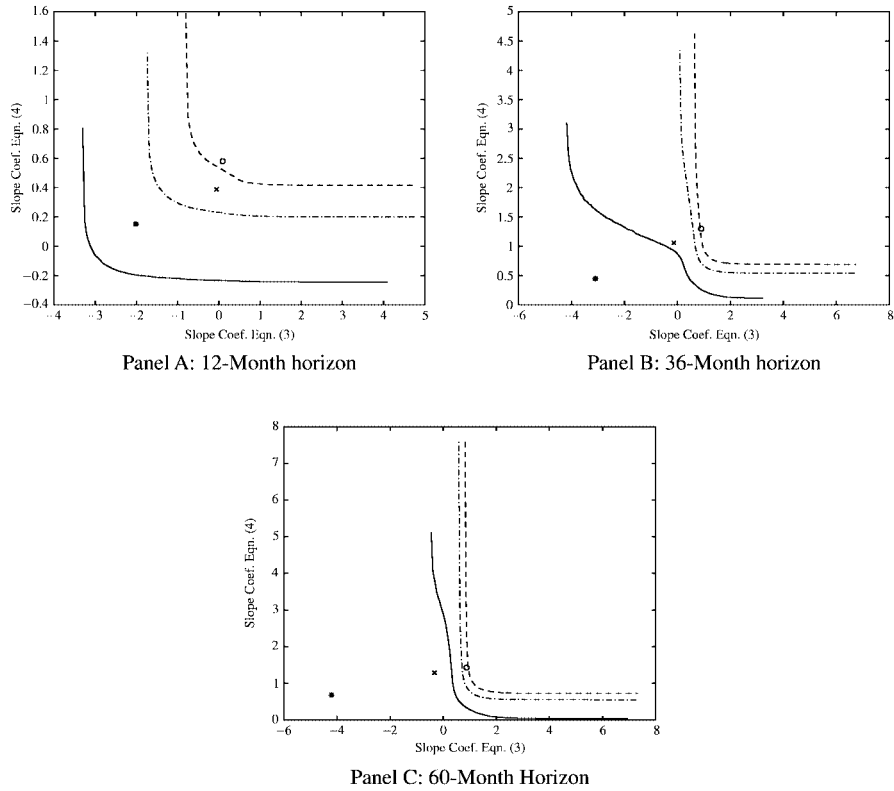 1.6
1.4
1.2
1
0.8
0.6
0.4
0.2
0
−0.2
−0.4
Slope Coef. Eqn. (4)
−4 −3 −2 −1 0 1 2 3 4 5
Slope Coef. Eqn. (3)
Panel A: 12-Month horizon
5
4.5
4
3.5
3
2.5
2
1.5
1
0.5
0
Slope Coef. Eqn. (4)
−6 −4 −2 0 2 4 6 8
Slope Coef. Eqn. (3)
Panel B: 36-Month horizon
8
7
6
5
4
3
2
1
0
Slope Coef. Eqn. (4)
−6 −4 −2 0 2 4 6 8
Slope Coef. Eqn. (3)
Panel C: 60-Month Horizon